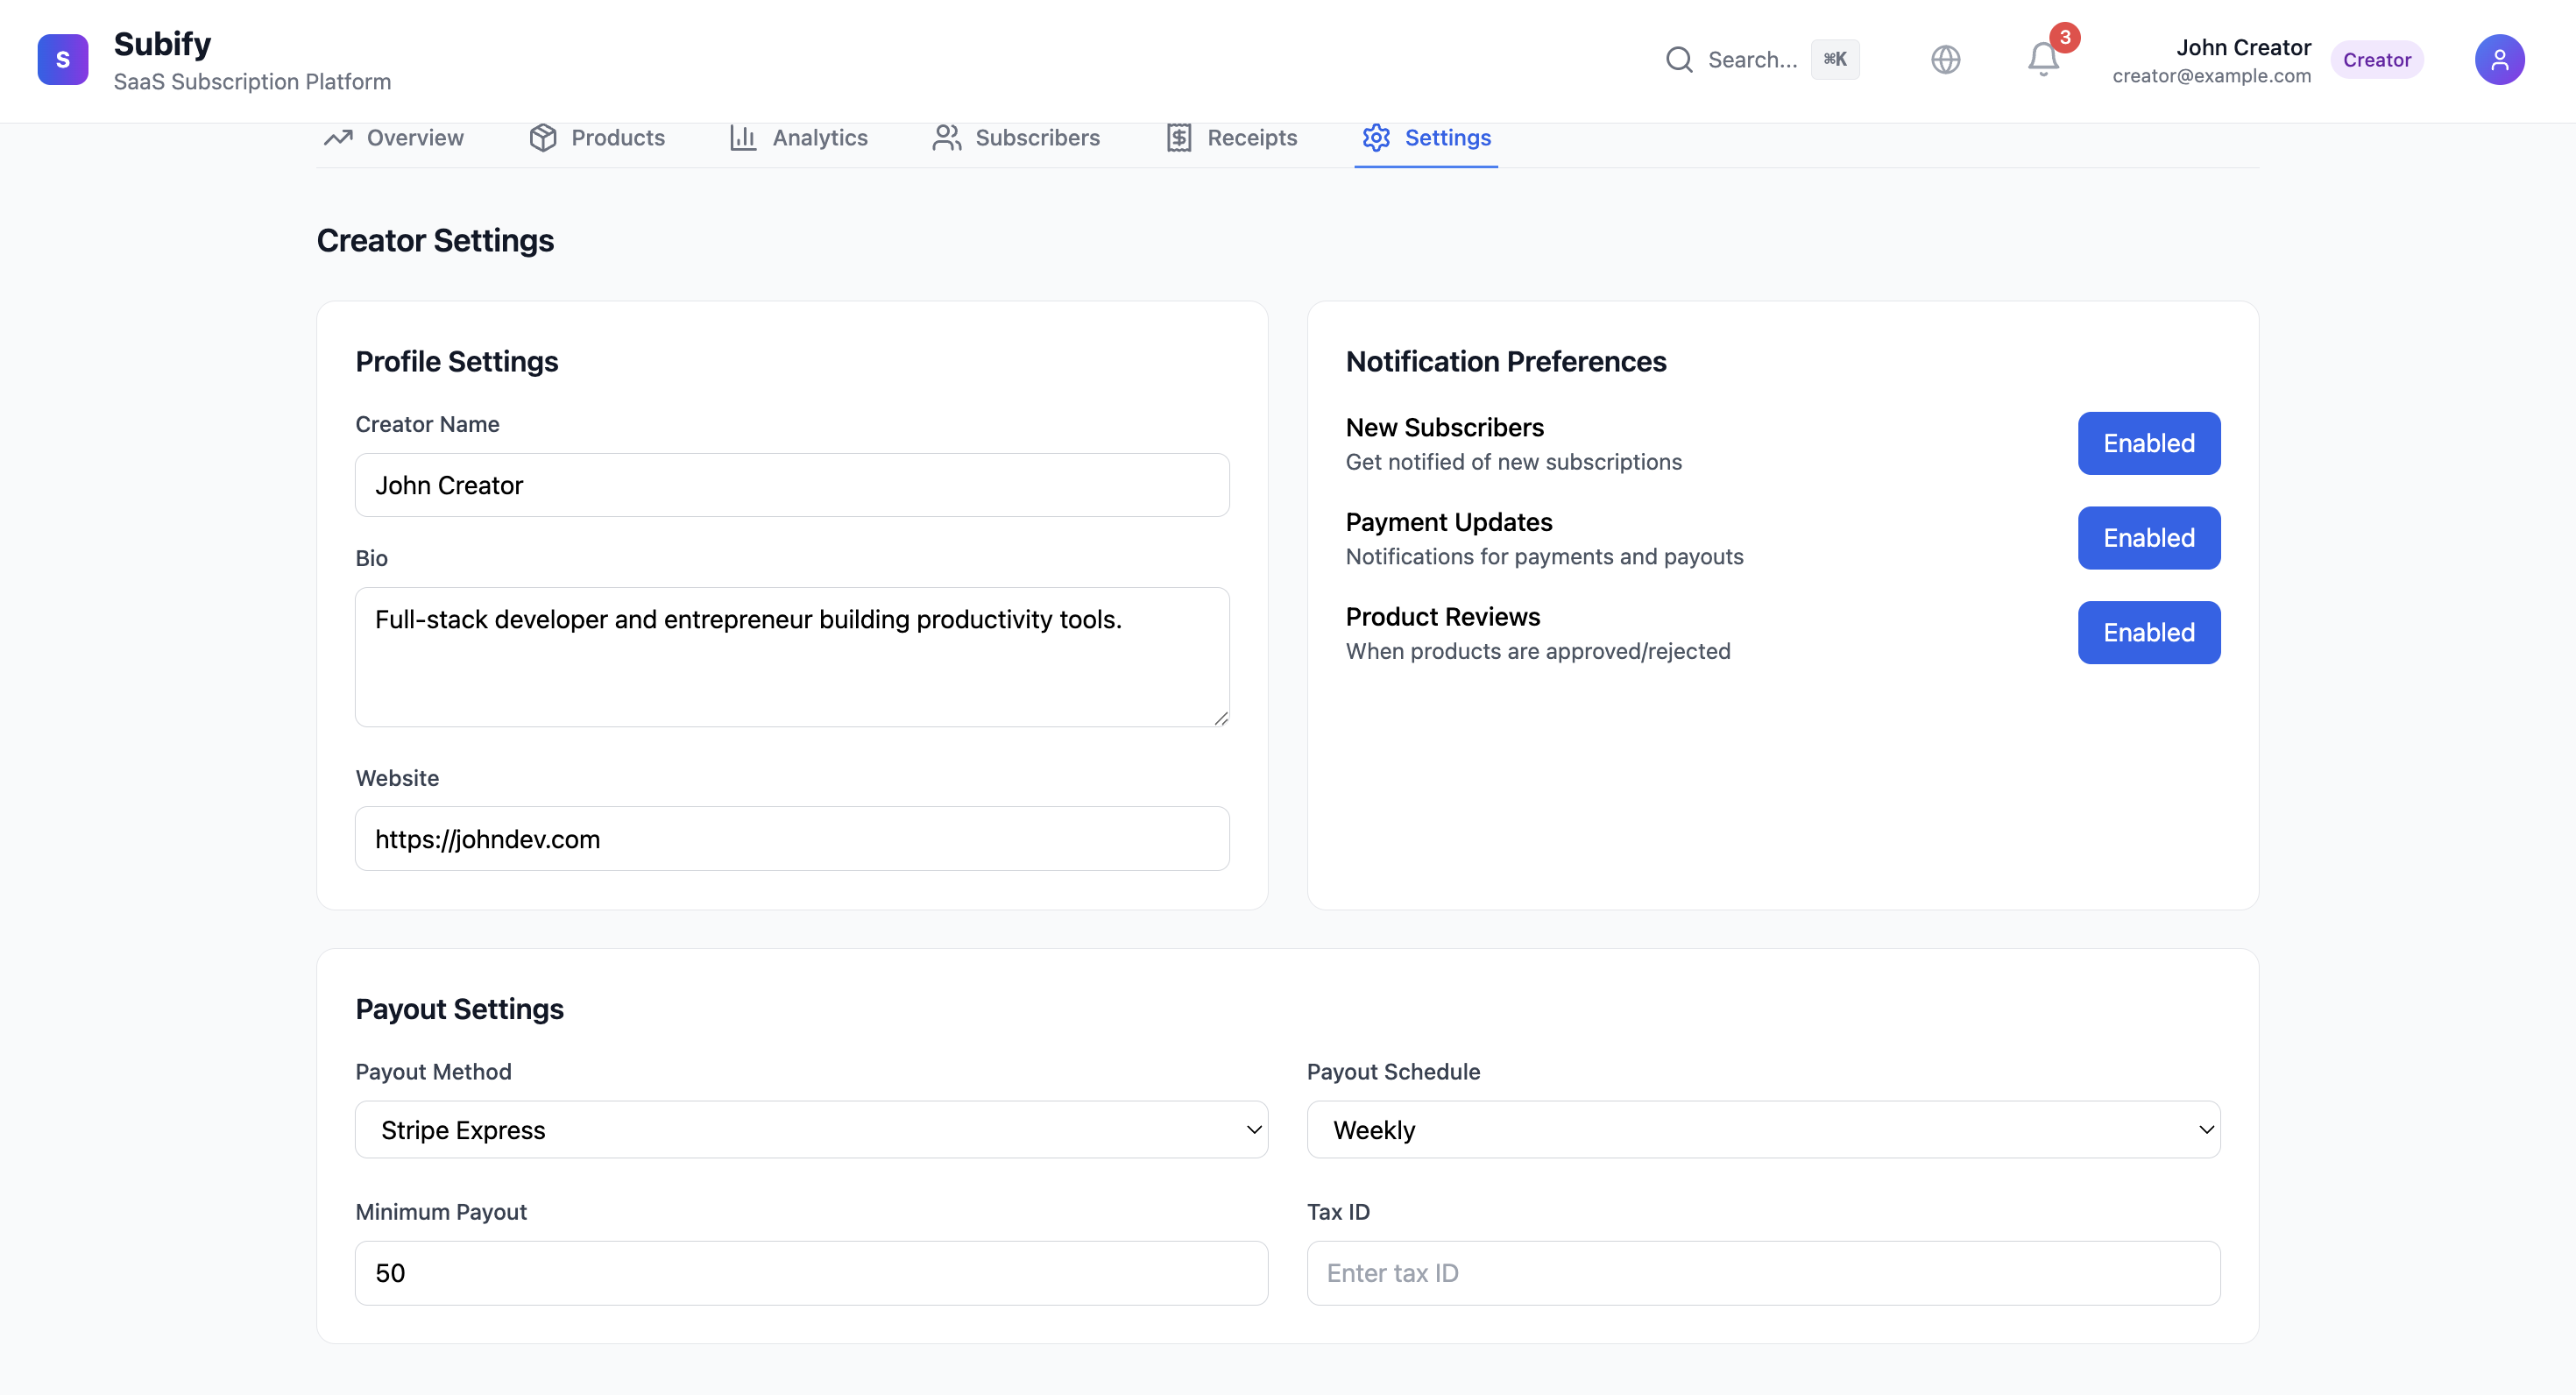 S
Subify
SaaS Subscription Platform
Search...
⌘K
3
John Creator
creator@example.com
Creator
Overview
Products
Analytics
Subscribers
Receipts
Settings
Creator Settings
Profile Settings
Creator Name
John Creator
Bio
Full-stack developer and entrepreneur building productivity tools.
Website
https://johndev.com
Notification Preferences
New Subscribers
Get notified of new subscriptions
Enabled
Payment Updates
Notifications for payments and payouts
Enabled
Product Reviews
When products are approved/rejected
Enabled
Payout Settings
Payout Method
Stripe Express
Payout Schedule
Weekly
Minimum Payout
50
Tax ID
Enter tax ID